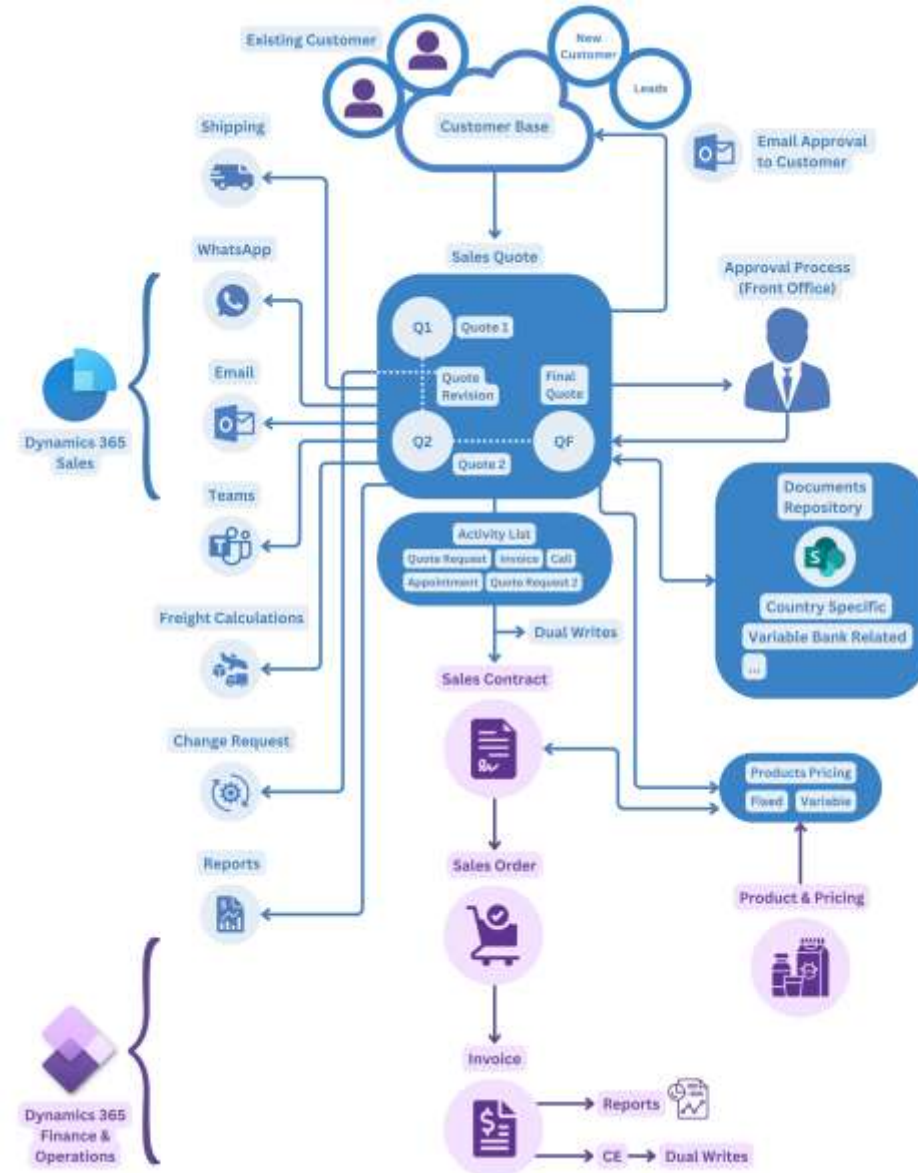 Existing Customer
New
Customer
Leads
Customer Base
Shipping
Email Approval
to Customer
Sales Quote
WhatsApp
Approval Process
(Front Office)
Q1
Quote 1
Email
Quote
Revision
Final
Quote
Dynamics 365
Sales
Q2
QF
Quote 2
Teams
Documents
Repository
S
Activity List
Quote Request
Invoice
Call
Appointment
Quote Request 2
Country Specific
Variable Bank Related
...
Freight Calculations
Dual Writes
Sales Contract
Change Request
Products Pricing
Fixed
Variable
Reports
Sales Order
Product & Pricing
Invoice
Dynamics 365
Finance &
Operations
Reports
CE
Dual Writes